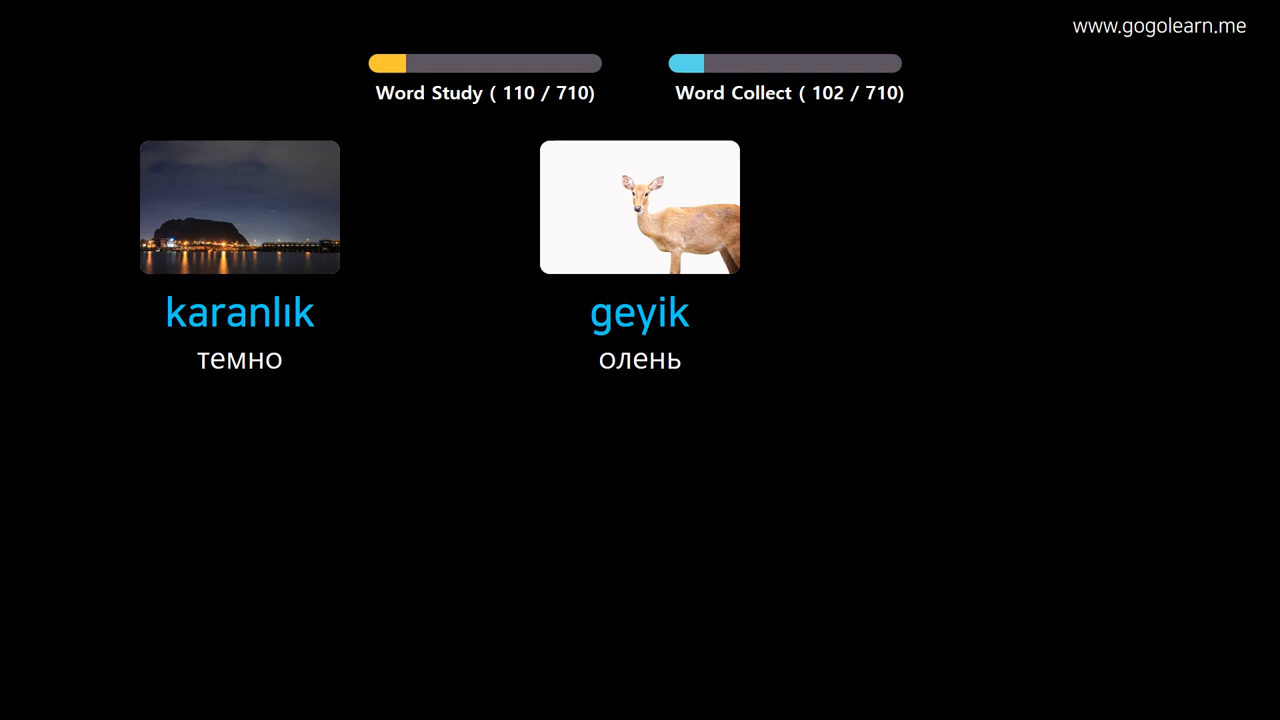 www.gogolearn.me
Word Study ( 110 / 710)
Word Collect ( 102 / 710)
karanlık
темно
geyik
олень